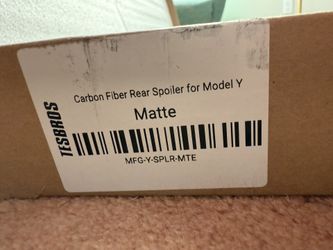 TESBROS
Carbon Fiber Rear Spoiler for Model Y
Matte
MFG-Y-SPLR-MTE